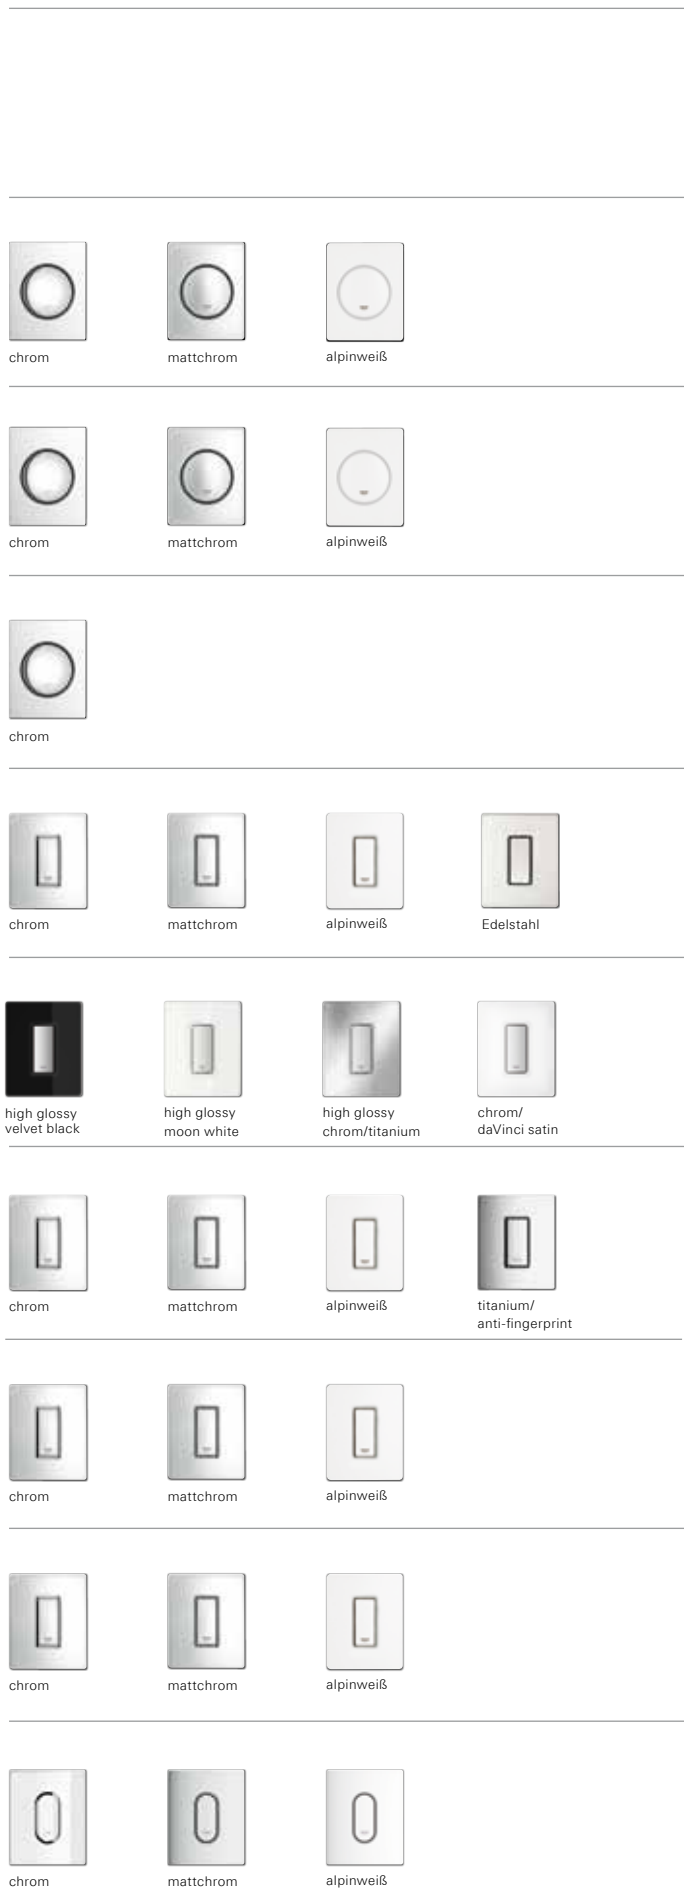 chrom
mattchrom
alpinweiß
chrom
mattchrom
alpinweiß
chrom
chrom
mattchrom
alpinweiß
Edelstahl
high glossy
velvet black
high glossy
moon white
high glossy
chrom/titanium
chrom/
daVinci satin
chrom
mattchrom
alpinweiß
titanium/
anti-fingerprint
chrom
mattchrom
alpinweiß
chrom
mattchrom
alpinweiß
chrom
mattchrom
alpinweiß